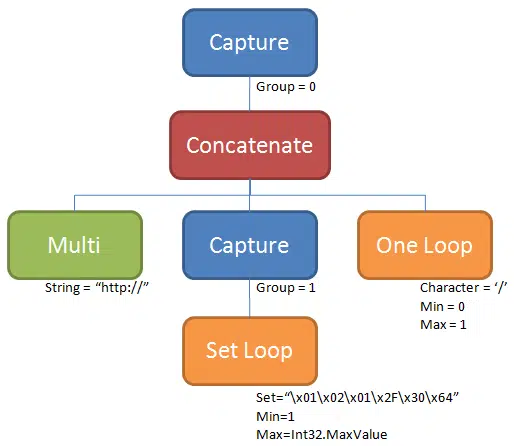 Capture
Group = 0
Concatenate
Multi
Capture
One Loop
String = “http://”
Group = 1
Character = ‘/’
Min = 0
Max = 1
Set Loop
Set=“\x01\x02\x01\x2F\x30\x64”
Min=1
Max=Int32.MaxValue